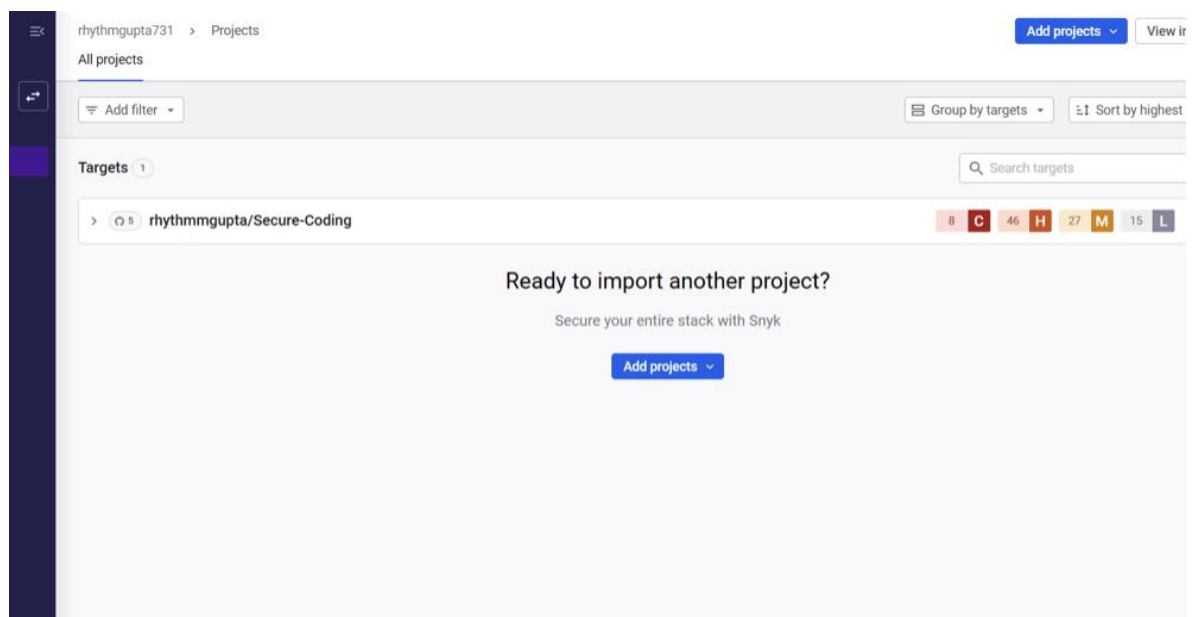 rhythmgupta731 > Projects
Add projects
View in
All projects
Add filter
Group by targets
Sort by highest
Targets 1
Search targets
5 rhythmmgupta/Secure-Coding
8 C 46 H 27 M 15 L
Ready to import another project?
Secure your entire stack with Snyk
Add projects